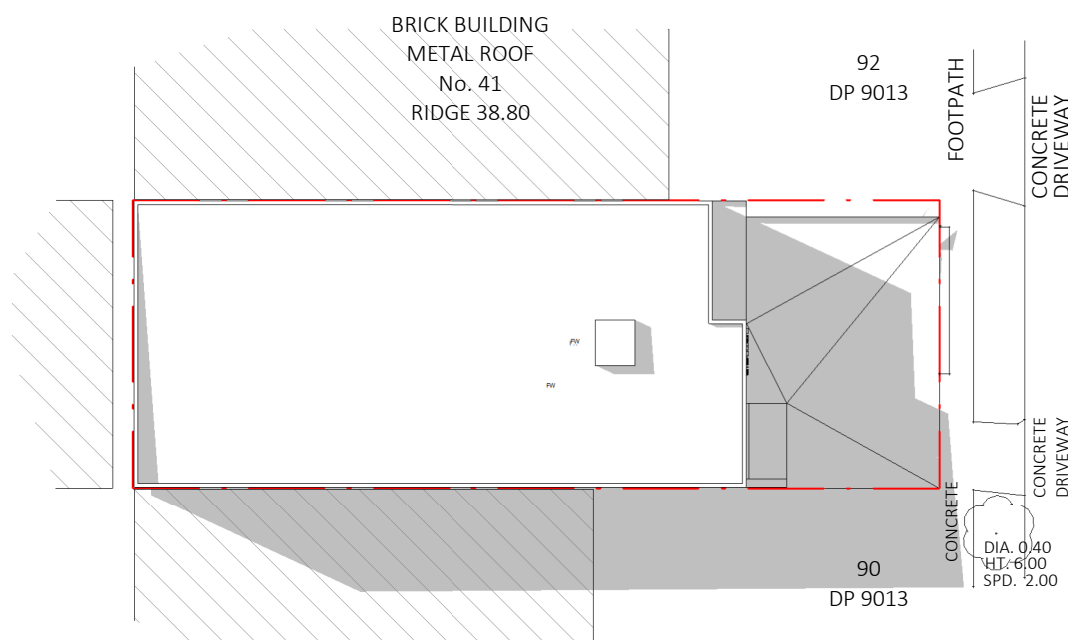 BRICK BUILDING
METAL ROOF
No. 41
RIDGE 38.80
92
DP 9013
FOOTPATH
CONCRETE
DRIVEWAY
FW
FW
CONCRETE
DRIVEWAY
CONCRETE
DIA. 0.40
HT. 6.00
SPD. 2.00
90
DP 9013